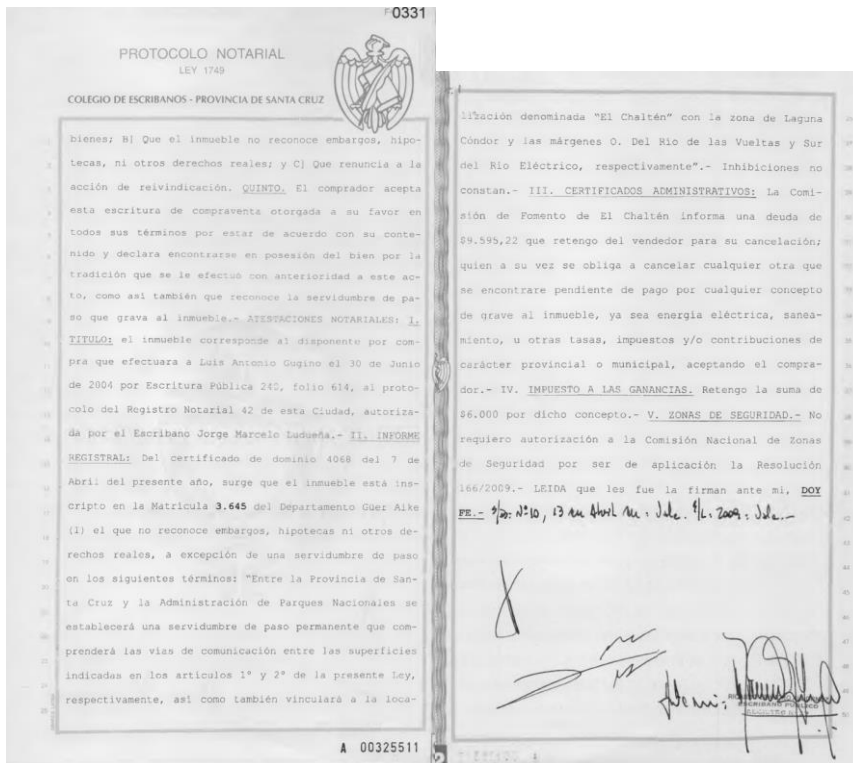 0331
PROTOCOLO NOTARIAL
LEY 1749
COLEGIO DE ESCRIBANOS - PROVINCIA DE SANTA CRUZ
bienes; B] Que el inmueble no reconoce embargos, hipo-
tecas, ni otros derechos reales; y C] Que renuncia a la
acción de reivindicación. QUINTO. El comprador acepta
esta escritura de compraventa otorgada a su favor en
todos sus términos por estar de acuerdo con su conte-
nido y declara encontrarse en posesión del bien por la
tradición que se le efectuó con anterioridad a este ac-
to, como así también que reconoce la servidumbre de pa-
so que grava al inmueble.- ATESTACIONES NOTARIALES: I.
TITULO: el inmueble corresponde al disponente por com-
pra que efectuara a Luis Antonio Gugino el 30 de Junio
de 2004 por Escritura Pública 240, folio 614, al proto-
colo del Registro Notarial 42 de esta Ciudad, autoriza-
da por el Escribano Jorge Marcelo Ludueña.- II. INFORME
REGISTRAL: Del certificado de dominio 4068 del 7 de
Abril del presente año, surge que el inmueble está ins-
cripto en la Matrícula 3.645 del Departamento Güer Aike
(I) el que no reconoce embargos, hipotecas ni otros de-
rechos reales, a excepción de una servidumbre de paso
en los siguientes términos: "Entre la Provincia de San-
ta Cruz y la Administración de Parques Nacionales se
establecerá una servidumbre de paso permanente que com-
prenderá las vías de comunicación entre las superficies
indicadas en los artículos 1º y 2º de la presente Ley,
respectivamente, así como también vinculará a la loca-
A 00325511
lización denominada "El Chaltén" con la zona de Laguna
Cóndor y las márgenes O. Del Río de las Vueltas y Sur
del Río Eléctrico, respectivamente".- Inhibiciones no
constan.- III. CERTIFICADOS ADMINISTRATIVOS: La Comi-
sión de Fomento de El Chaltén informa una deuda de
$9.595,22 que retengo del vendedor para su cancelación;
quien a su vez se obliga a cancelar cualquier otra que
se encontrare pendiente de pago por cualquier concepto
de grave al inmueble, ya sea energía eléctrica, sanea-
miento, u otras tasas, impuestos y/o contribuciones de
carácter provincial o municipal, aceptando el compra-
dor.- IV. IMPUESTO A LAS GANANCIAS. Retengo la suma de
$6.000 por dicho concepto.- V. ZONAS DE SEGURIDAD.- No
requiero autorización a la Comisión Nacional de Zonas
de Seguridad por ser de aplicación la Resolución
166/2009.- LEIDA que les fue la firman ante mi, DOY
FE.- Nº 10, 13 Abril Vale. 2009: Vale.-
ESCRIBANO PUBLICO